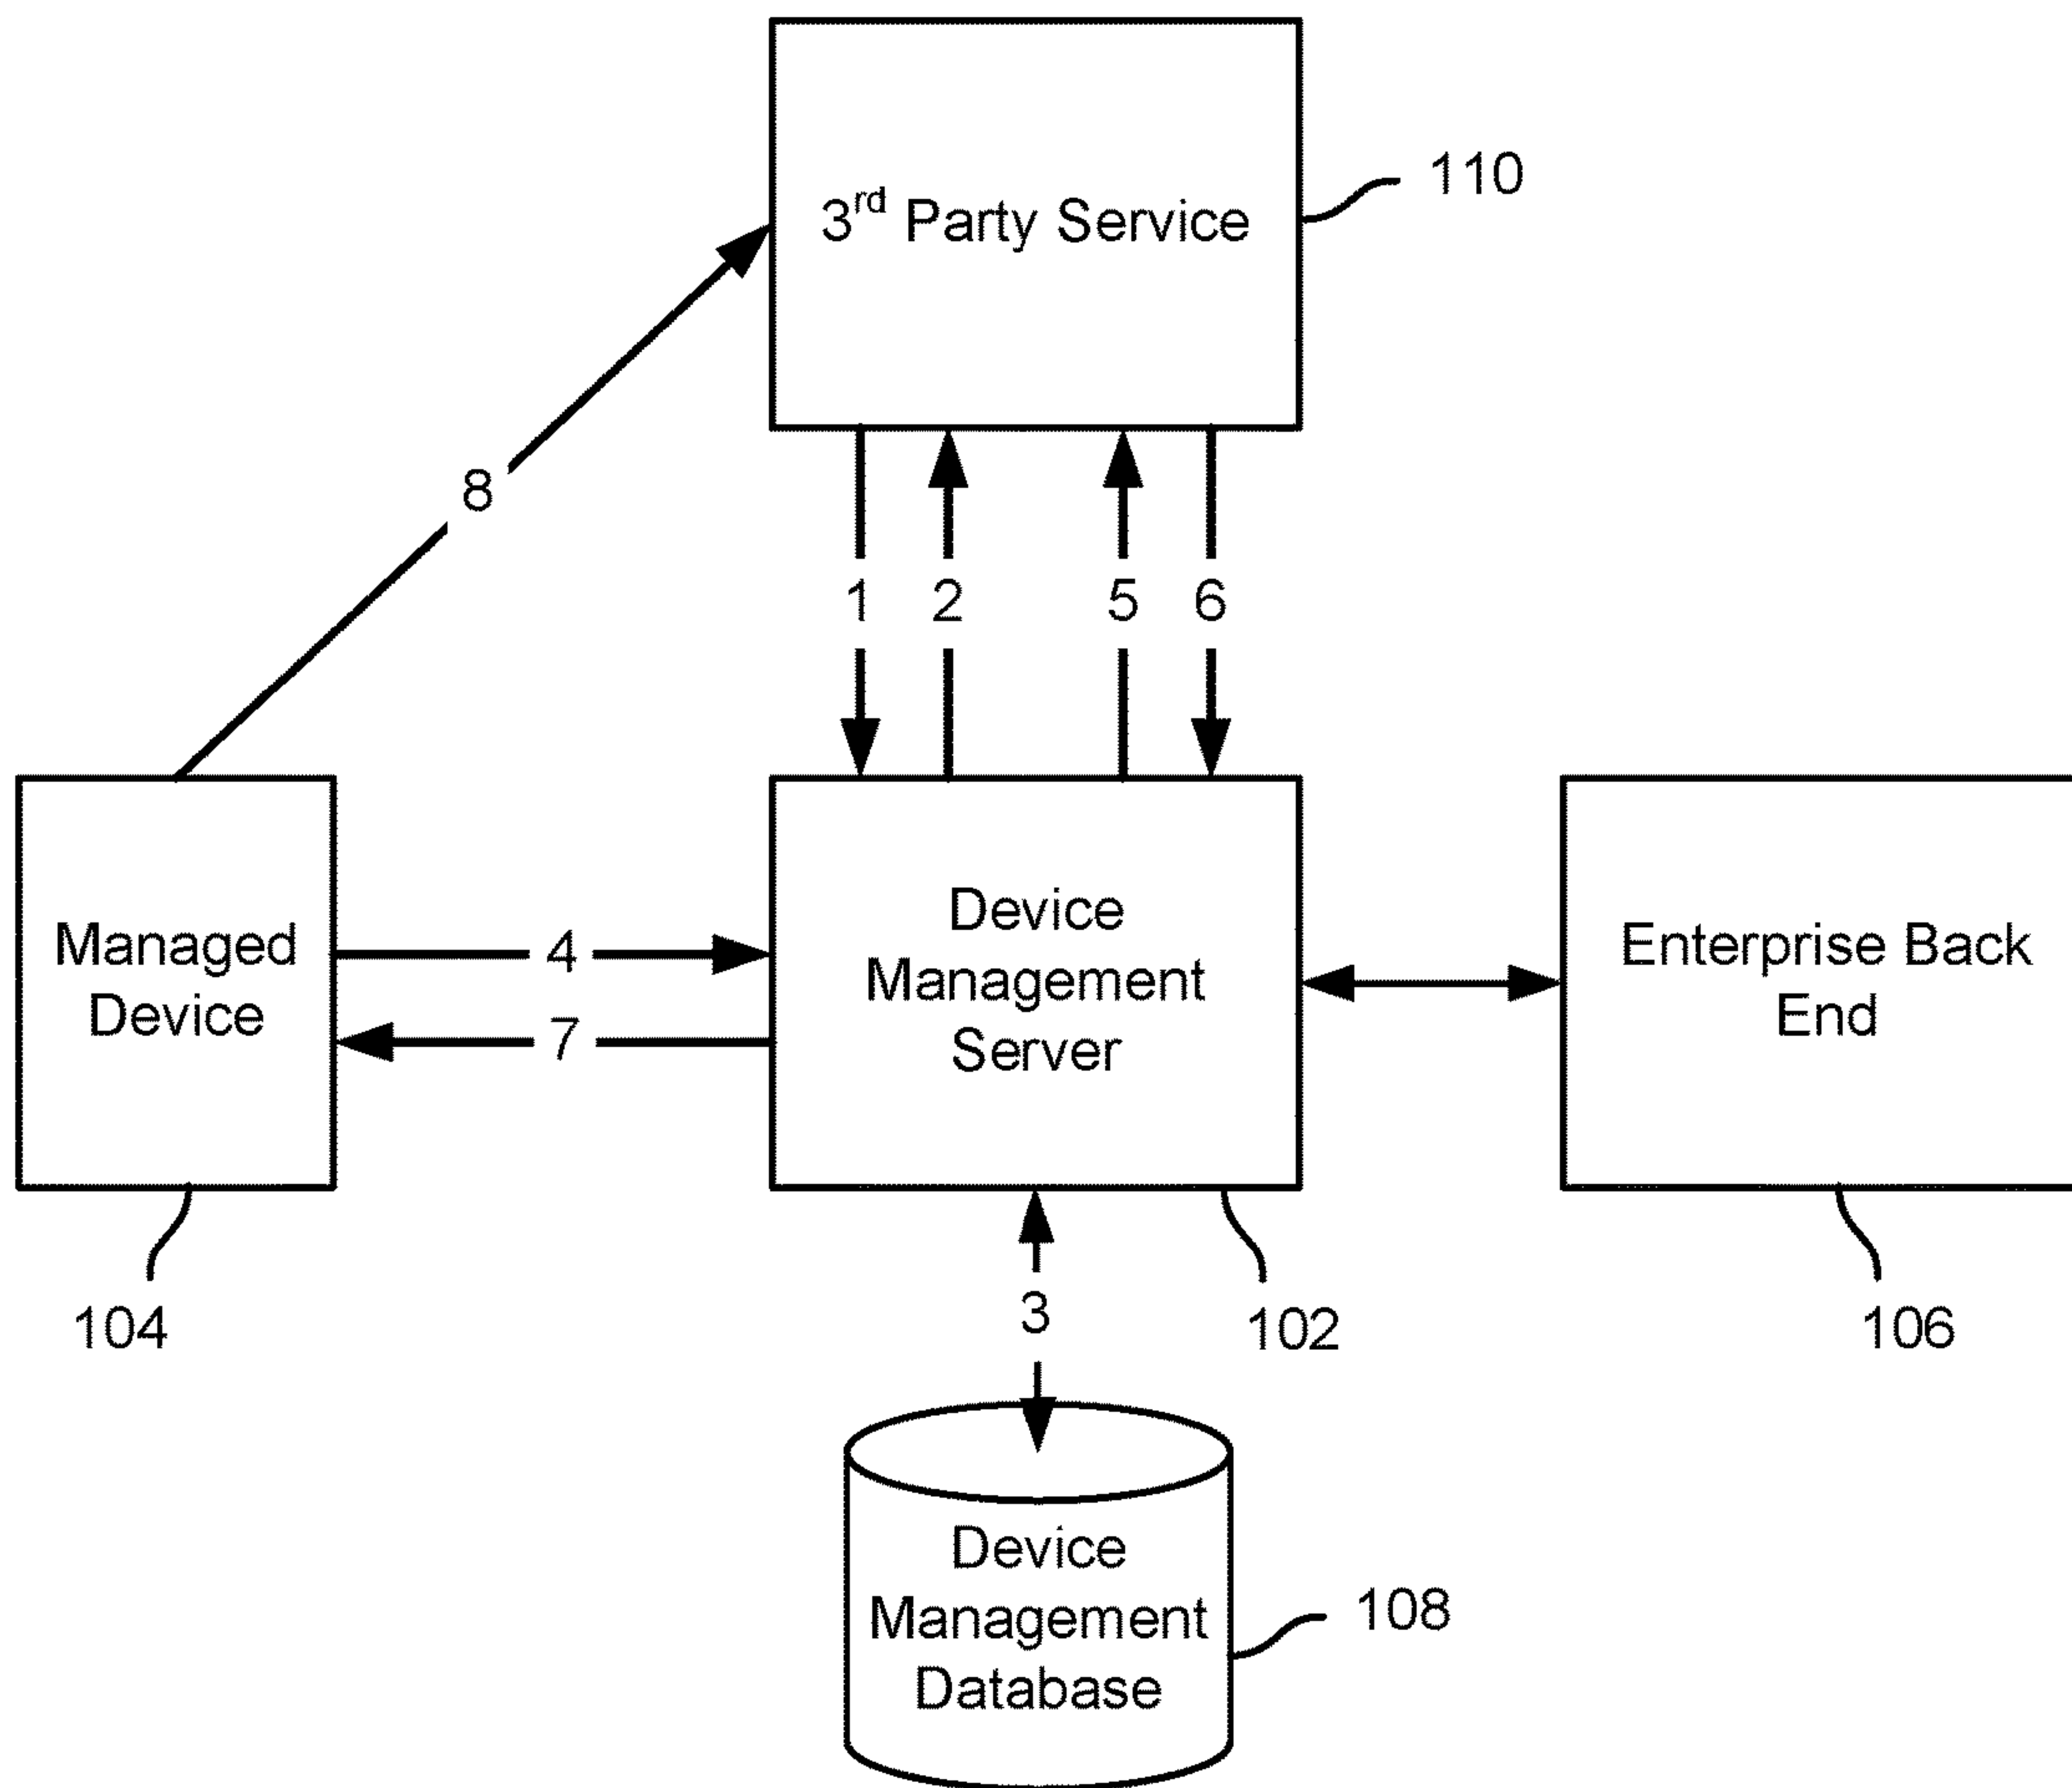 3rd Party Service
110
8
1 2 5 6
Managed
Device
4
7
Device
Management
Server
Enterprise Back
End
104
3
102
106
Device
Management
Database
108